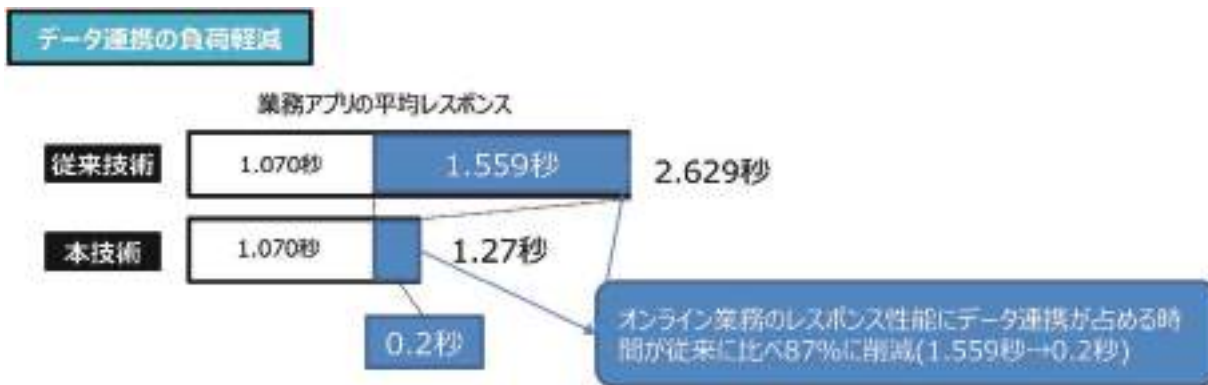 データ連携の負荷軽減
業務アプリの平均レスポンス
従来技術
1.070秒
1.559秒
2.629秒
本技術
1.070秒
1.27秒
0.2秒
オンライン業務のレスポンス性能にデータ連携が占める時
間が従来に比べ87%に削減(1.559秒→0.2秒)